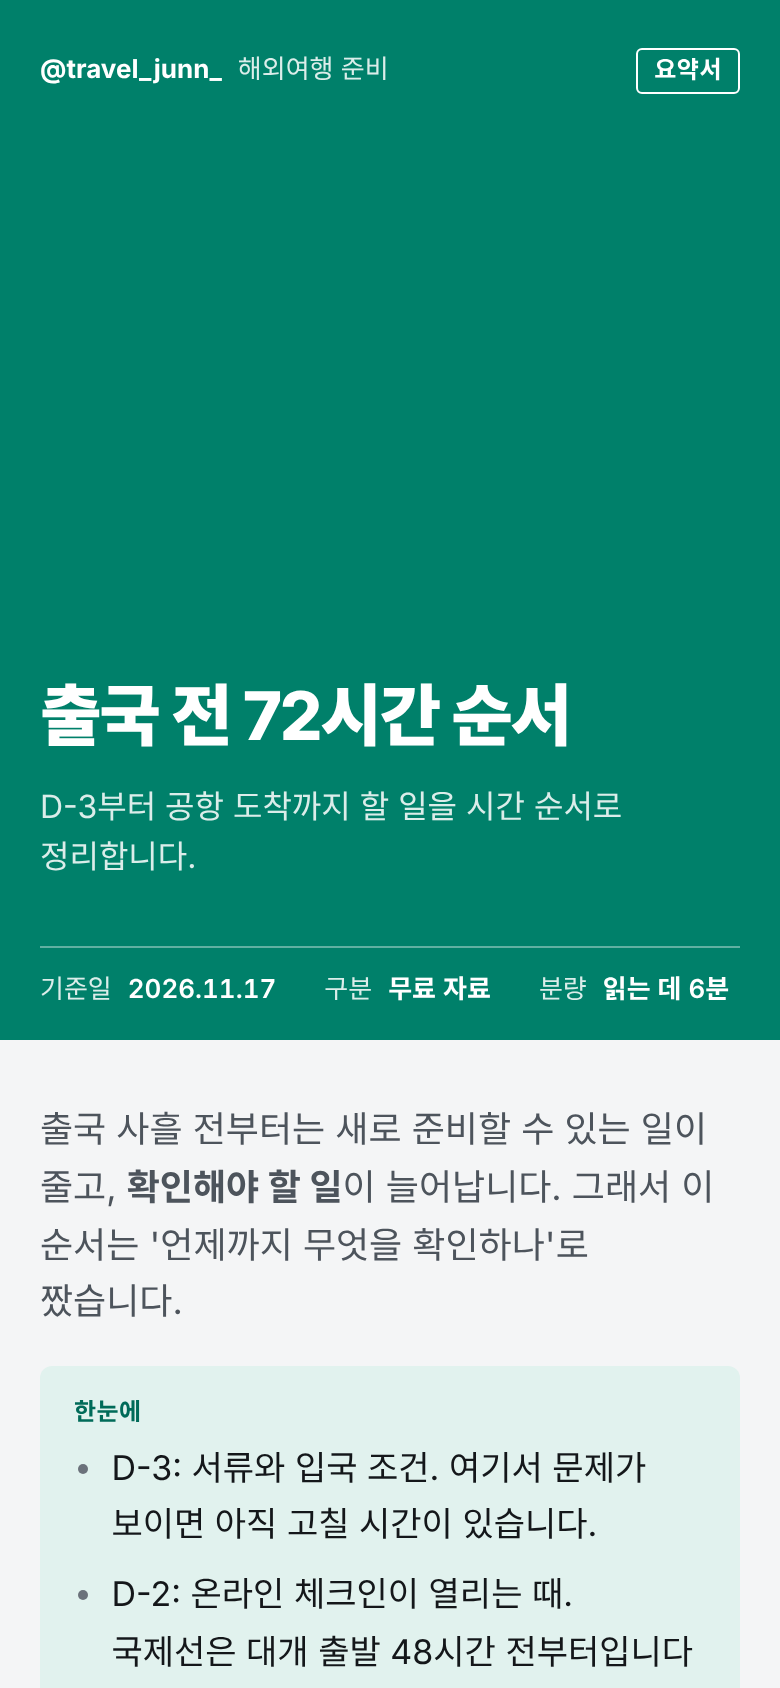 @travel_junn_ 해외여행 준비
요약서
출국 전 72시간 순서
D-3부터 공항 도착까지 할 일을 시간 순서로
정리합니다.
기준일 2026.11.17 구분 무료 자료 분량 읽는 데 6분
출국 사흘 전부터는 새로 준비할 수 있는 일이
줄고, 확인해야 할 일이 늘어납니다. 그래서 이
순서는 '언제까지 무엇을 확인하나'로
짰습니다.
한눈에
• D-3: 서류와 입국 조건. 여기서 문제가
보이면 아직 고칠 시간이 있습니다.
• D-2: 온라인 체크인이 열리는 때.
국제선은 대개 출발 48시간 전부터입니다